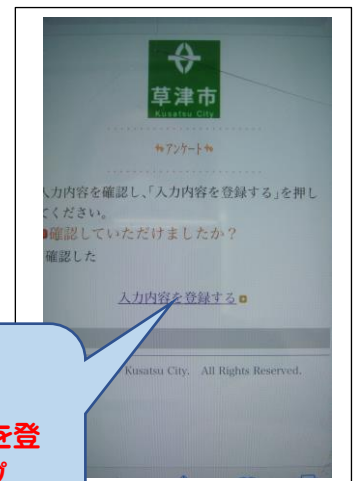 草津市
Kusatsu City
アンケート
入力内容を確認し、「入力内容を登録する」を押し
てください。
確認していただけましたか？
確認した
入力内容を登録する
Kusatsu City. All Rights Reserved.
を登
プ